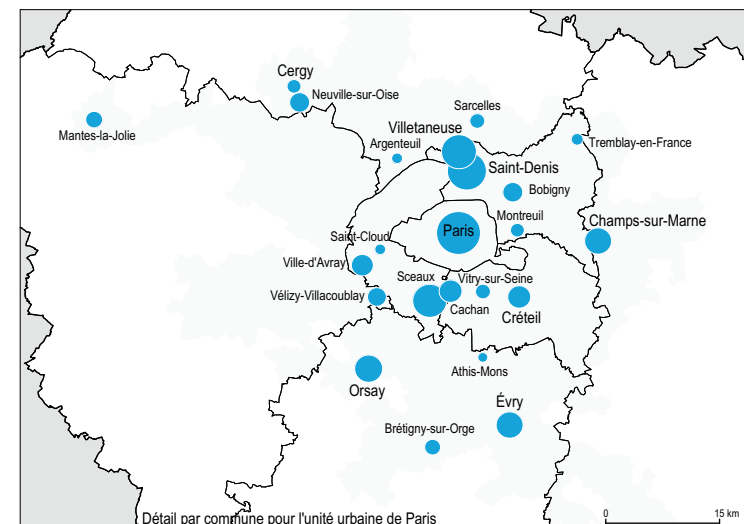 Cergy
Neuville-sur-Oise
Mantes-la-Jolie
Sarcelles
Villetaneuse
Argenteuil
Tremblay-en-France
Saint-Denis
Bobigny
Montreuil
Champs-sur-Marne
Paris
Saint-Cloud
Ville-d'Avray
Sceaux
Vitry-sur-Seine
Vélizy-Villacoublay
Cachan
Créteil
Athis-Mons
Orsay
Évry
Brétigny-sur-Orge
Détail par commune pour l'unité urbaine de Paris
0 15 km